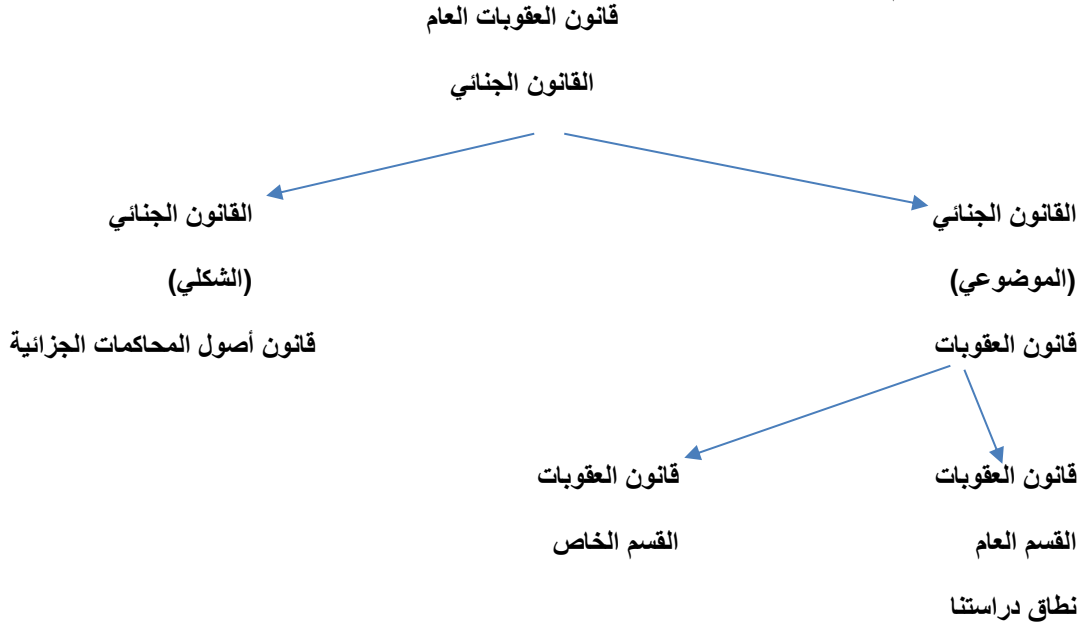 قانون العقوبات العام
القانون الجنائي
القانون الجنائي
(الموضوعي)
قانون العقوبات
القانون الجنائي
(الشكلي)
قانون أصول المحاكمات الجزائية
قانون العقوبات
القسم العام
نطاق دراستنا
قانون العقوبات
القسم الخاص